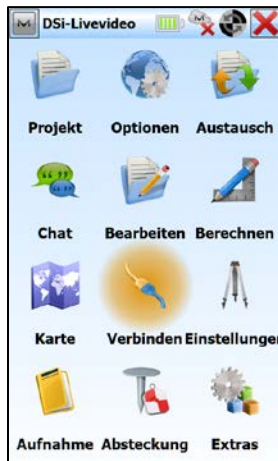 DSi-Livevideo
Projekt Optionen Austausch
Chat Bearbeiten Berechnen
Karte Verbinden Einstellungen
Aufnahme Absteckung Extras